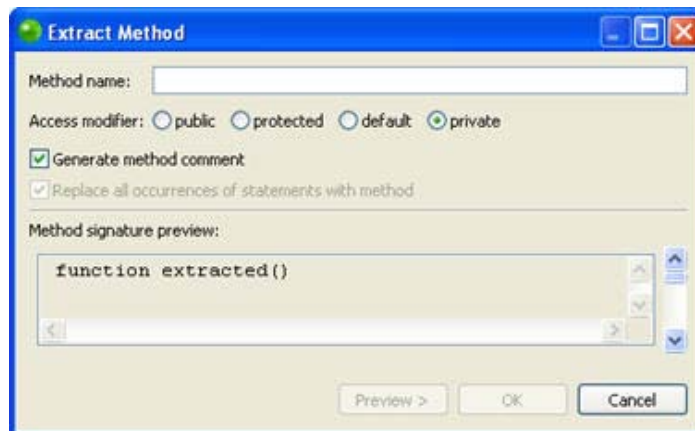 Extract Method
Method name:
Access modifier: public protected default private
Generate method comment
Replace all occurrences of statements with method
Method signature preview:
function extracted()
Preview > OK Cancel